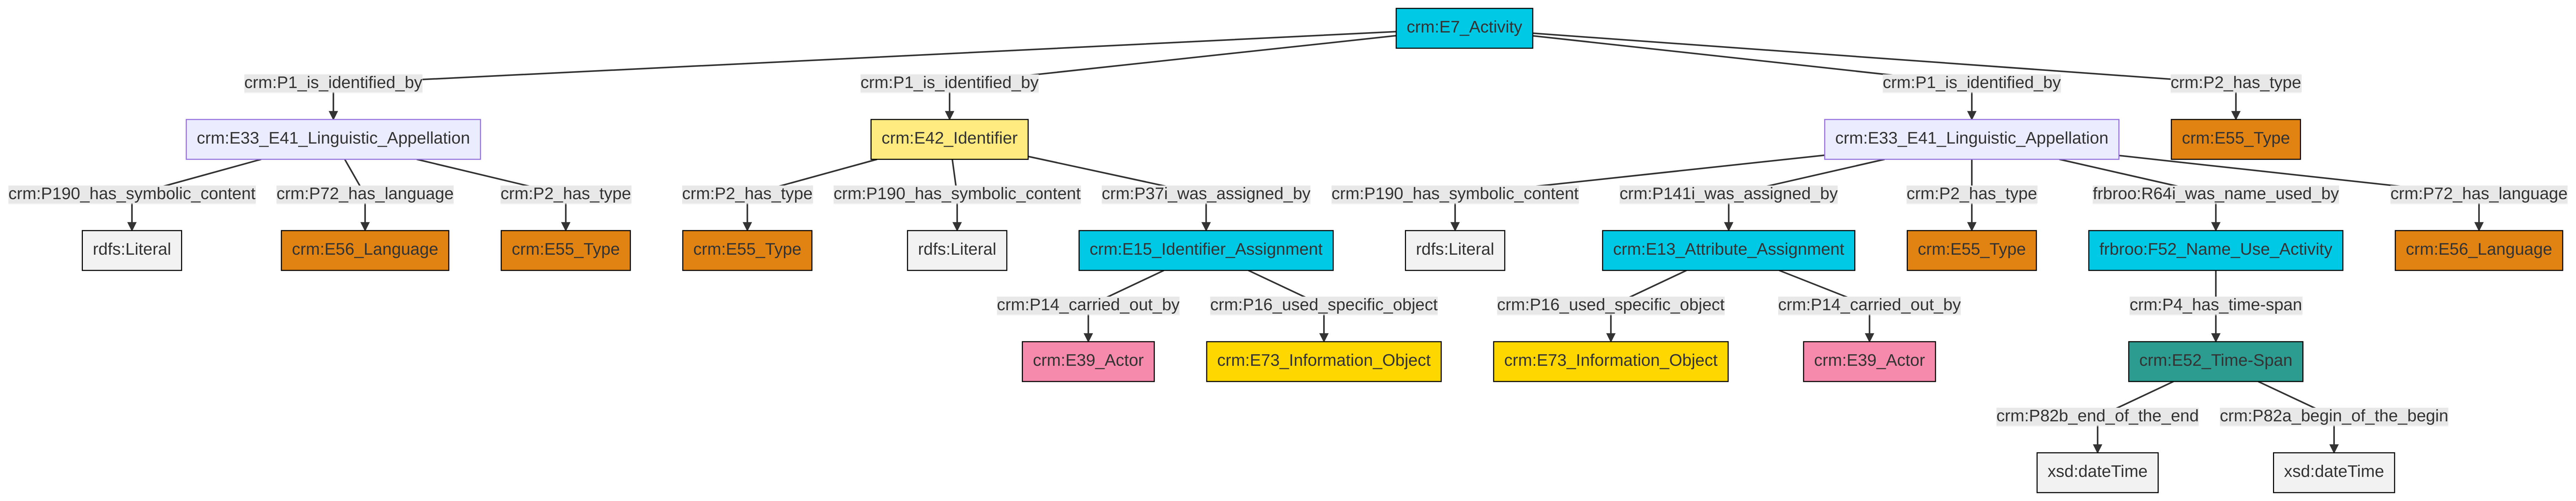 crm:E7_Activity
crm:P1_is_identified_by
crm:P1_is_identified_by
crm:P1_is_identified_by
crm:P2_has_type
crm:E33_E41_Linguistic_Appellation
crm:E42_Identifier
crm:E33_E41_Linguistic_Appellation
crm:E55_Type
crm:P190_has_symbolic_content
crm:P72_has_language
crm:P2_has_type
crm:P2_has_type
crm:P190_has_symbolic_content
crm:P37i_was_assigned_by
crm:P190_has_symbolic_content
crm:P141i_was_assigned_by
crm:P2_has_type
frbroo:R64i_was_name_used_by
crm:P72_has_language
rdfs:Literal
crm:E56_Language
crm:E55_Type
crm:E55_Type
rdfs:Literal
crm:E15_Identifier_Assignment
rdfs:Literal
crm:E13_Attribute_Assignment
crm:E55_Type
frbroo:F52_Name_Use_Activity
crm:E56_Language
crm:P14_carried_out_by
crm:P16_used_specific_object
crm:P16_used_specific_object
crm:P14_carried_out_by
crm:P4_has_time-span
crm:E39_Actor
crm:E73_Information_Object
crm:E73_Information_Object
crm:E39_Actor
crm:E52_Time-Span
crm:P82b_end_of_the_end
crm:P82a_begin_of_the_begin
xsd:dateTime
xsd:dateTime